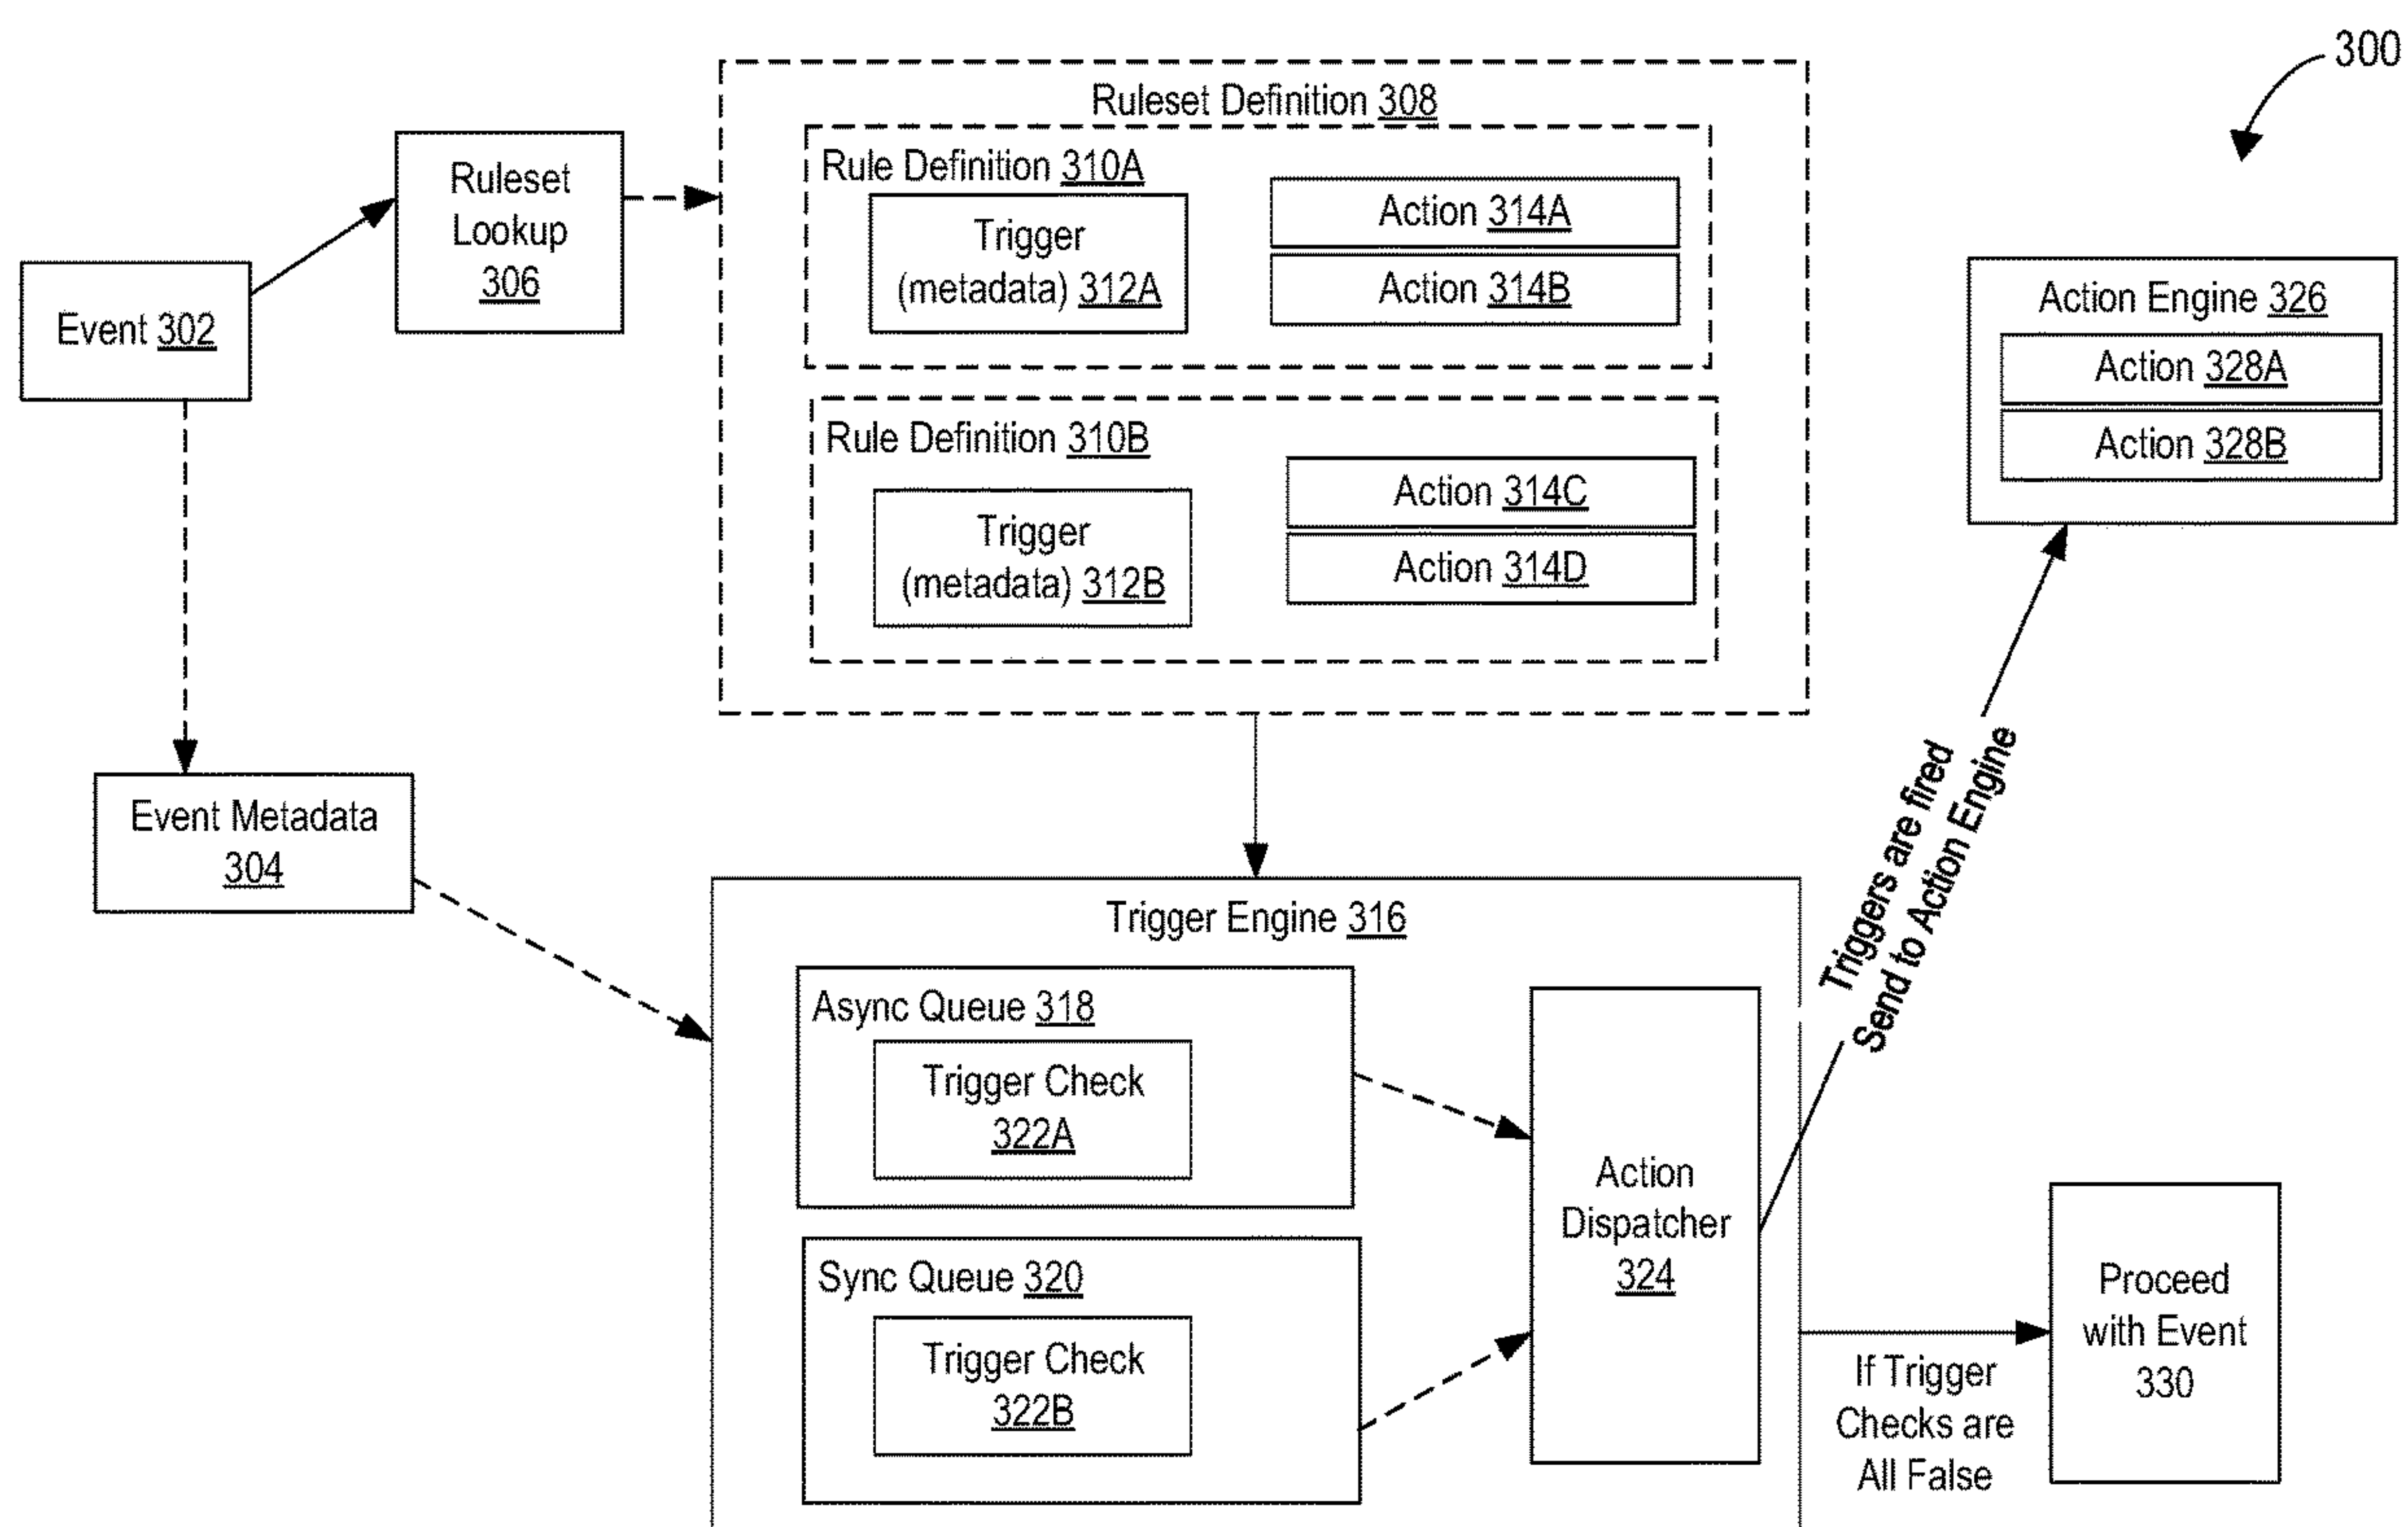 300
Ruleset Definition 308
Rule Definition 310A
Trigger
(metadata) 312A
Action 314A
Action 314B
Rule Definition 310B
Trigger
(metadata) 312B
Action 314C
Action 314D
Ruleset
Lookup
306
Event 302
Action Engine 326
Action 328A
Action 328B
Event Metadata
304
Triggers are fired
Send to Action Engine
Trigger Engine 316
Async Queue 318
Trigger Check
322A
Sync Queue 320
Trigger Check
322B
Action
Dispatcher
324
If Trigger
Checks are
All False
Proceed
with Event
330